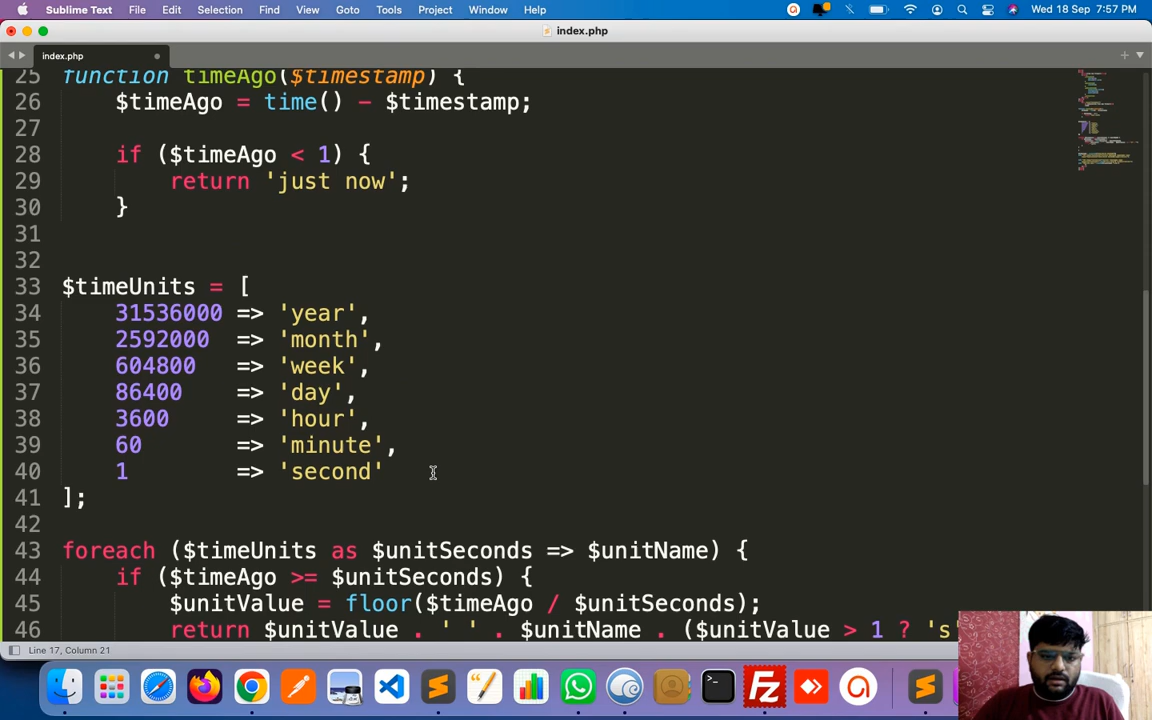 Sublime Text File Edit Selection Find View Goto Tools Project Window Help Wed 18 Sep 7:57 PM
index.php
index.php
25 function timeAgo($timestamp) {
26 $timeAgo = time() - $timestamp;
27
28 if ($timeAgo < 1) {
29 return 'just now';
30 }
31
32
33 $timeUnits = [
34 31536000 => 'year',
35 2592000 => 'month',
36 604800 => 'week',
37 86400 => 'day',
38 3600 => 'hour',
39 60 => 'minute',
40 1 => 'second'
41 ];
42
43 foreach ($timeUnits as $unitSeconds => $unitName) {
44 if ($timeAgo >= $unitSeconds) {
45 $unitValue = floor($timeAgo / $unitSeconds);
46 return $unitValue . ' ' . $unitName . ($unitValue > 1 ? 's'
Line 17, Column 21